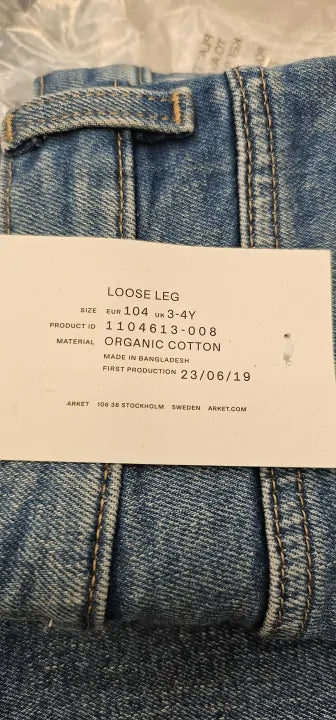 LOOSE LEG
SIZE EUR 104 UK 3-4Y
PRODUCT ID 1104613-008
MATERIAL ORGANIC COTTON
MADE IN BANGLADESH
FIRST PRODUCTION 23/06/19
ARKET 106 38 STOCKHOLM SWEDEN ARKET.COM